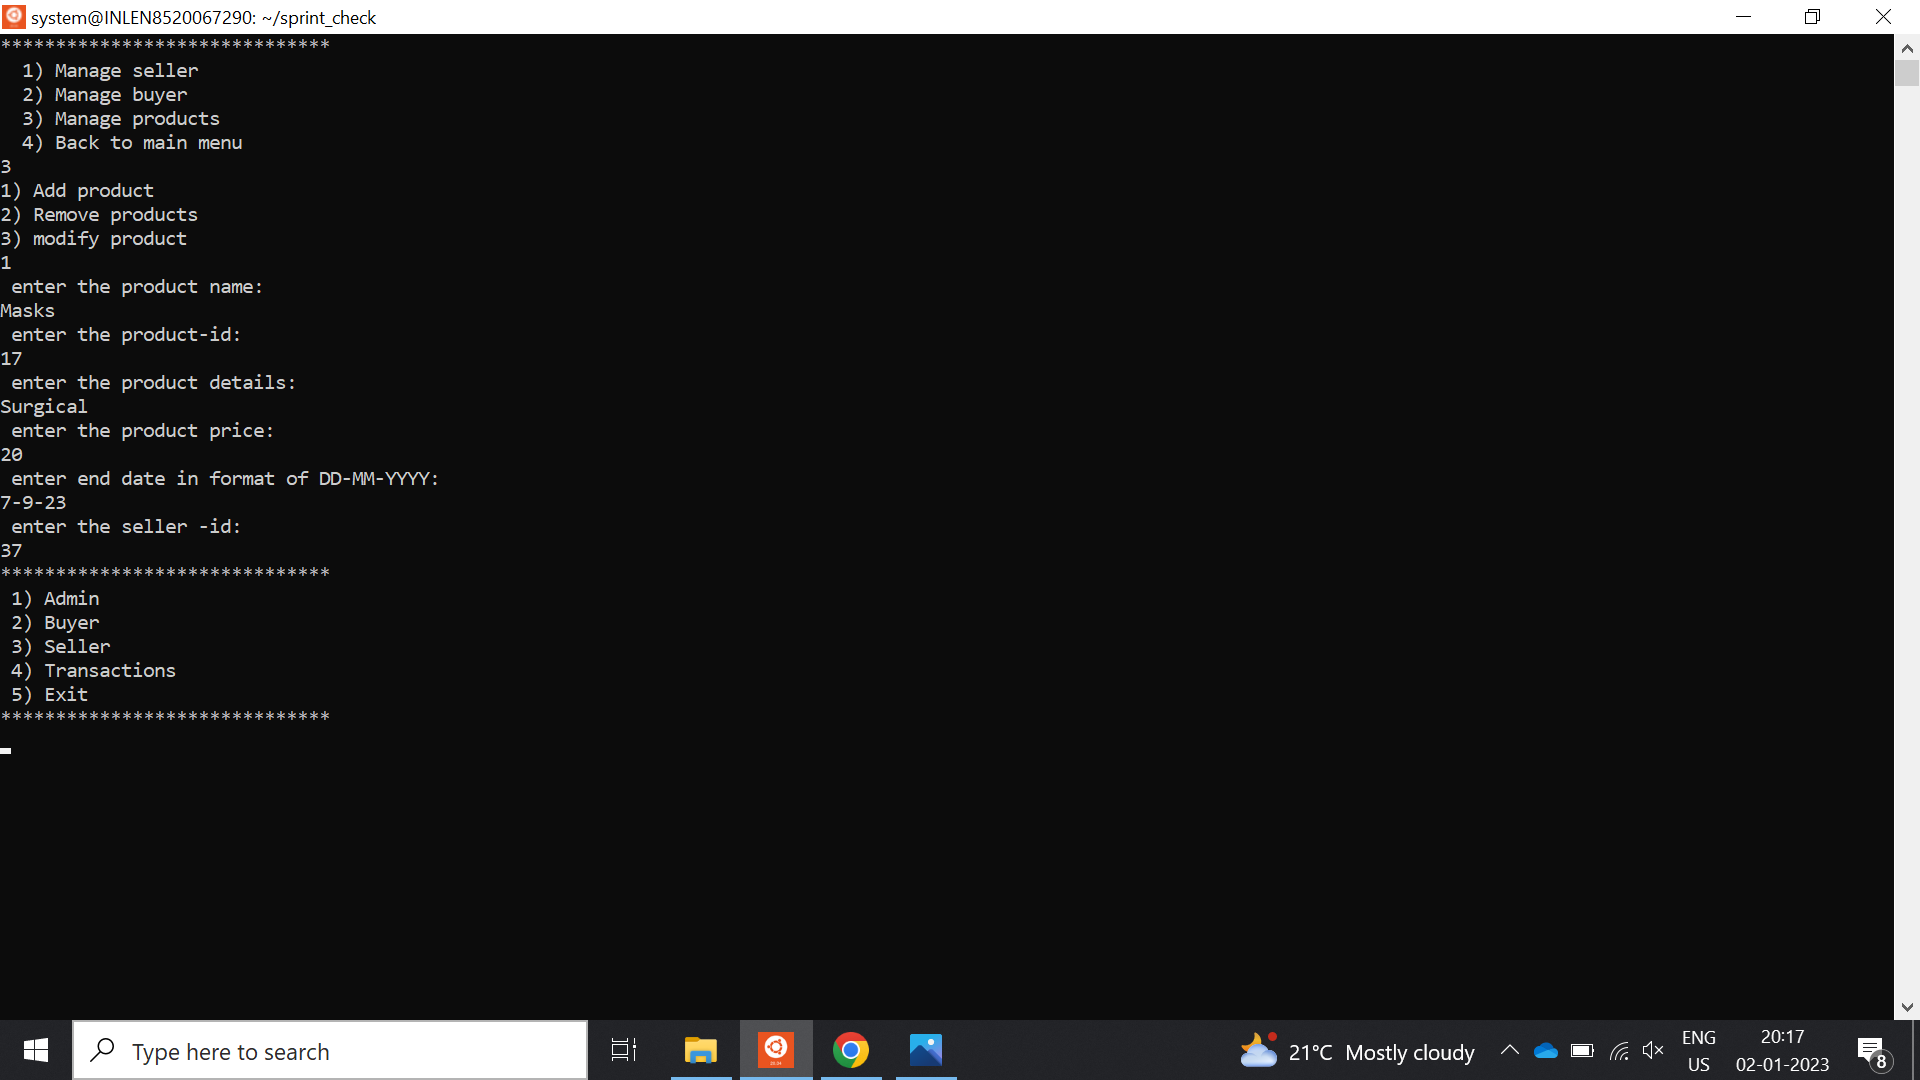 system@INLEN8520067290: ~/sprint_check
******************************
1) Manage seller
2) Manage buyer
3) Manage products
4) Back to main menu
3
1) Add product
2) Remove products
3) modify product
1
enter the product name:
Masks
enter the product-id:
17
enter the product details:
Surgical
enter the product price:
20
enter end date in format of DD-MM-YYYY:
7-9-23
enter the seller -id:
37
******************************
1) Admin
2) Buyer
3) Seller
4) Transactions
5) Exit
******************************
Type here to search
21°C Mostly cloudy
ENG
US
20:17
02-01-2023
8